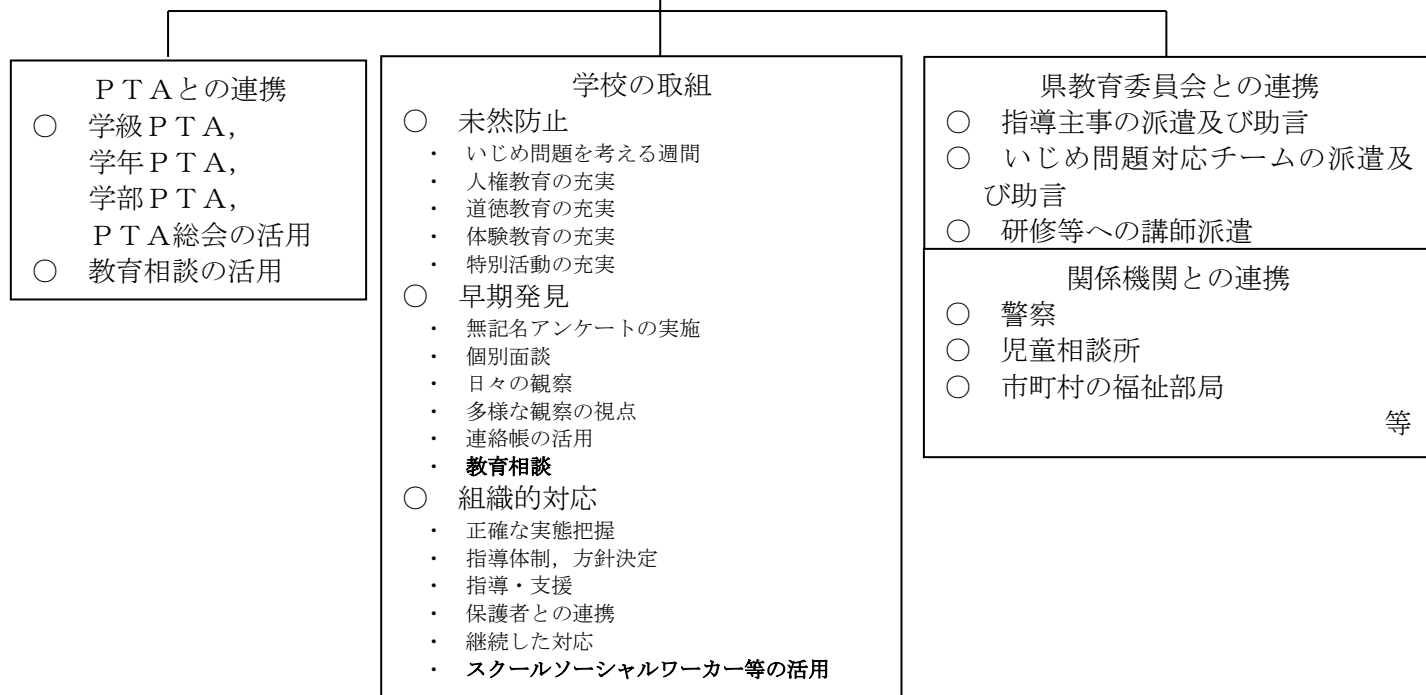 ＰＴＡとの連携
○ 学級ＰＴＡ，
学年ＰＴＡ，
学部ＰＴＡ，
ＰＴＡ総会の活用
○ 教育相談の活用
学校の取組
○ 未然防止
・ いじめ問題を考える週間
・ 人権教育の充実
・ 道徳教育の充実
・ 体験教育の充実
・ 特別活動の充実
○ 早期発見
・ 無記名アンケートの実施
・ 個別面談
・ 日々の観察
・ 多様な観察の視点
・ 連絡帳の活用
・ 教育相談
○ 組織的対応
・ 正確な実態把握
・ 指導体制，方針決定
・ 指導・支援
・ 保護者との連携
・ 継続した対応
・ スクールソーシャルワーカー等の活用
県教育委員会との連携
○ 指導主事の派遣及び助言
○ いじめ問題対応チームの派遣及
び助言
○ 研修等への講師派遣
関係機関との連携
○ 警察
○ 児童相談所
○ 市町村の福祉部局
等